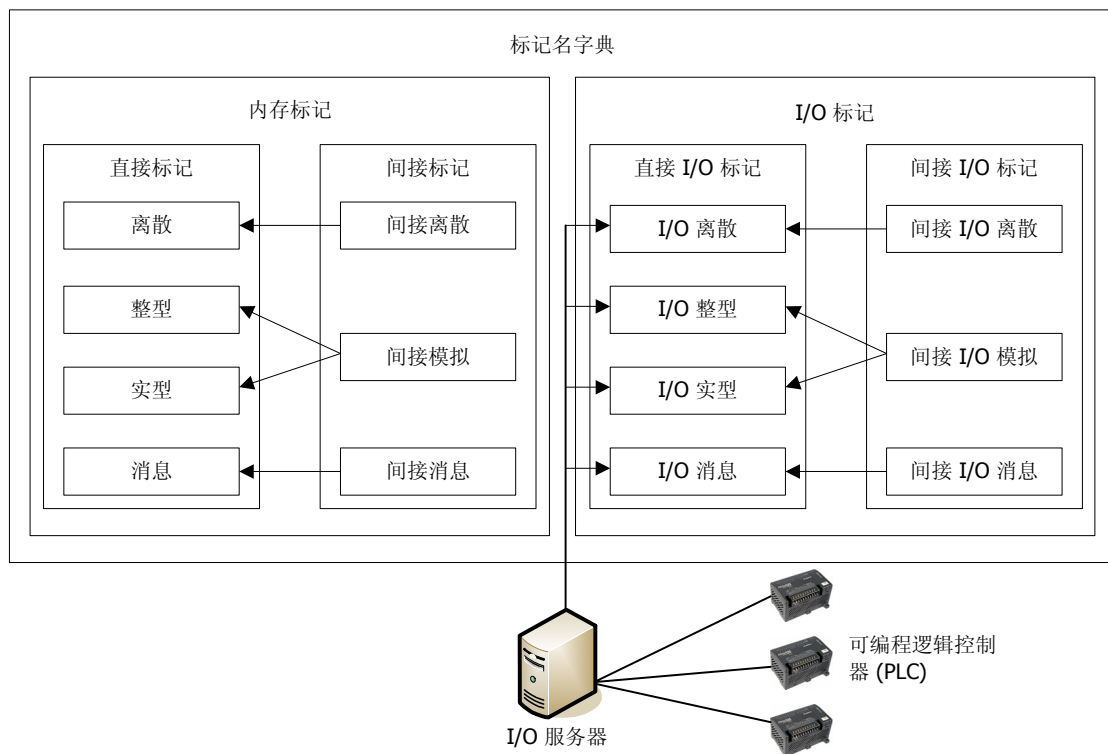 标记名字典
内存标记
直接标记
离散
整型
实型
消息
间接标记
间接离散
间接模拟
间接消息
I/O 标记
直接 I/O 标记
I/O 离散
I/O 整型
I/O 实型
I/O 消息
间接 I/O 标记
间接 I/O 离散
间接 I/O 模拟
间接 I/O 消息
I/O 服务器
可编程逻辑控制
器 (PLC)